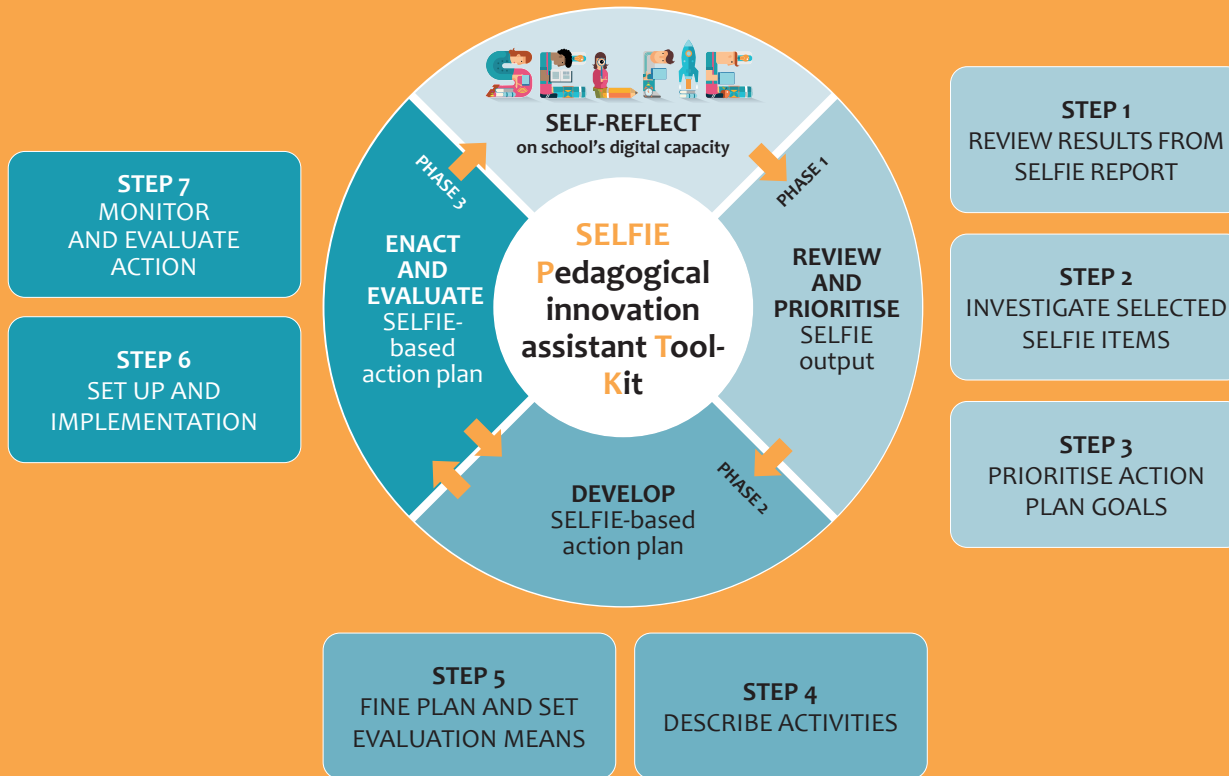 SELFIE
SELF-REFLECT
on school's digital capacity
PHASE 1
REVIEW
AND
PRIORITISE
SELFIE
output
PHASE 2
DEVELOP
SELFIE-based
action plan
PHASE 3
ENACT
AND
EVALUATE
SELFIE-
based
action plan
SELFIE
Pedagogical
innovation
assistant Tool-
Kit
STEP 1
REVIEW RESULTS FROM
SELFIE REPORT
STEP 2
INVESTIGATE SELECTED
SELFIE ITEMS
STEP 3
PRIORITISE ACTION
PLAN GOALS
STEP 4
DESCRIBE ACTIVITIES
STEP 5
FINE PLAN AND SET
EVALUATION MEANS
STEP 6
SET UP AND
IMPLEMENTATION
STEP 7
MONITOR
AND EVALUATE
ACTION